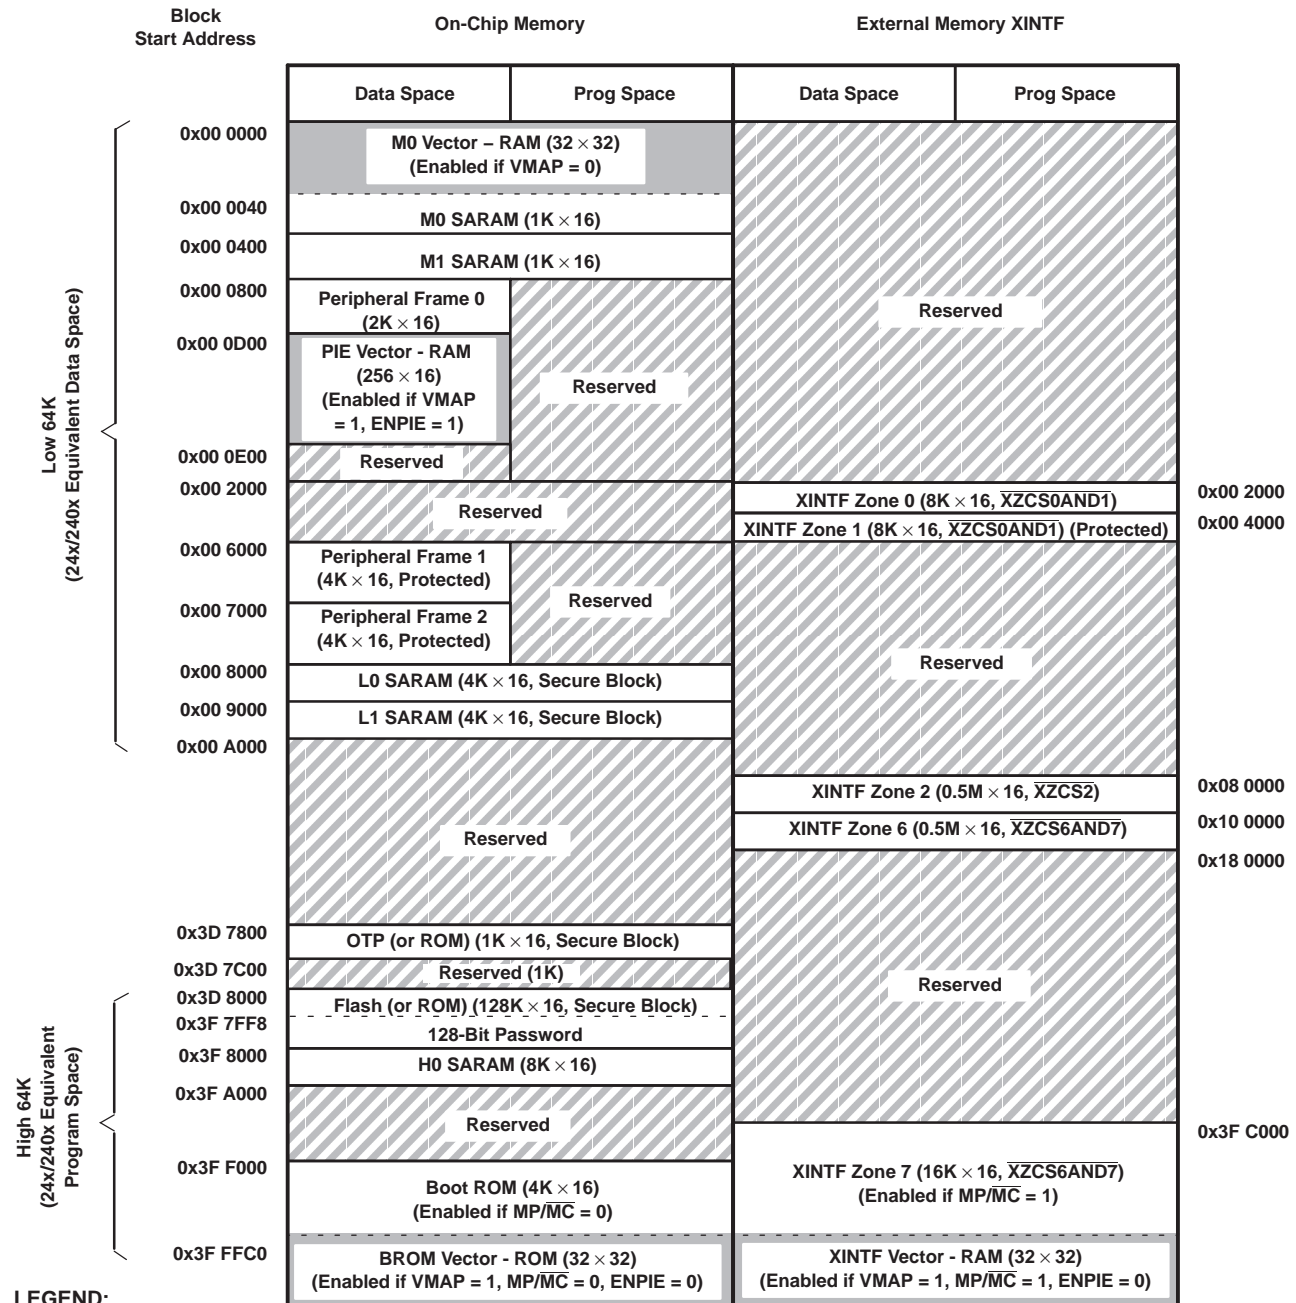 Block
Start Address
On-Chip Memory
External Memory XINTF
Data Space
Prog Space
Data Space
Prog Space
Low 64K
(24x/240x Equivalent Data Space)
0x00 0000
M0 Vector – RAM (32 × 32)
(Enabled if VMAP = 0)
0x00 0040
M0 SARAM (1K × 16)
0x00 0400
M1 SARAM (1K × 16)
0x00 0800
Peripheral Frame 0
(2K × 16)
0x00 0D00
PIE Vector - RAM
(256 × 16)
(Enabled if VMAP
= 1, ENPIE = 1)
Reserved
Reserved
0x00 0E00
Reserved
0x00 2000
Reserved
XINTF Zone 0 (8K × 16, XZCS0AND1)
0x00 2000
XINTF Zone 1 (8K × 16, XZCS0AND1) (Protected)
0x00 4000
0x00 6000
Peripheral Frame 1
(4K × 16, Protected)
Reserved
0x00 7000
Peripheral Frame 2
(4K × 16, Protected)
Reserved
0x00 8000
L0 SARAM (4K × 16, Secure Block)
0x00 9000
L1 SARAM (4K × 16, Secure Block)
0x00 A000
Reserved
XINTF Zone 2 (0.5M × 16, XZCS2)
0x08 0000
XINTF Zone 6 (0.5M × 16, XZCS6AND7)
0x10 0000
0x18 0000
0x3D 7800
OTP (or ROM) (1K × 16, Secure Block)
0x3D 7C00
Reserved (1K)
Reserved
High 64K
(24x/240x Equivalent
Program Space)
0x3D 8000
Flash (or ROM) (128K × 16, Secure Block)
0x3F 7FF8
128-Bit Password
0x3F 8000
H0 SARAM (8K × 16)
0x3F A000
Reserved
0x3F C000
0x3F F000
Boot ROM (4K × 16)
(Enabled if MP/MC = 0)
XINTF Zone 7 (16K × 16, XZCS6AND7)
(Enabled if MP/MC = 1)
0x3F FFC0
BROM Vector - ROM (32 × 32)
(Enabled if VMAP = 1, MP/MC = 0, ENPIE = 0)
XINTF Vector - RAM (32 × 32)
(Enabled if VMAP = 1, MP/MC = 1, ENPIE = 0)
LEGEND: